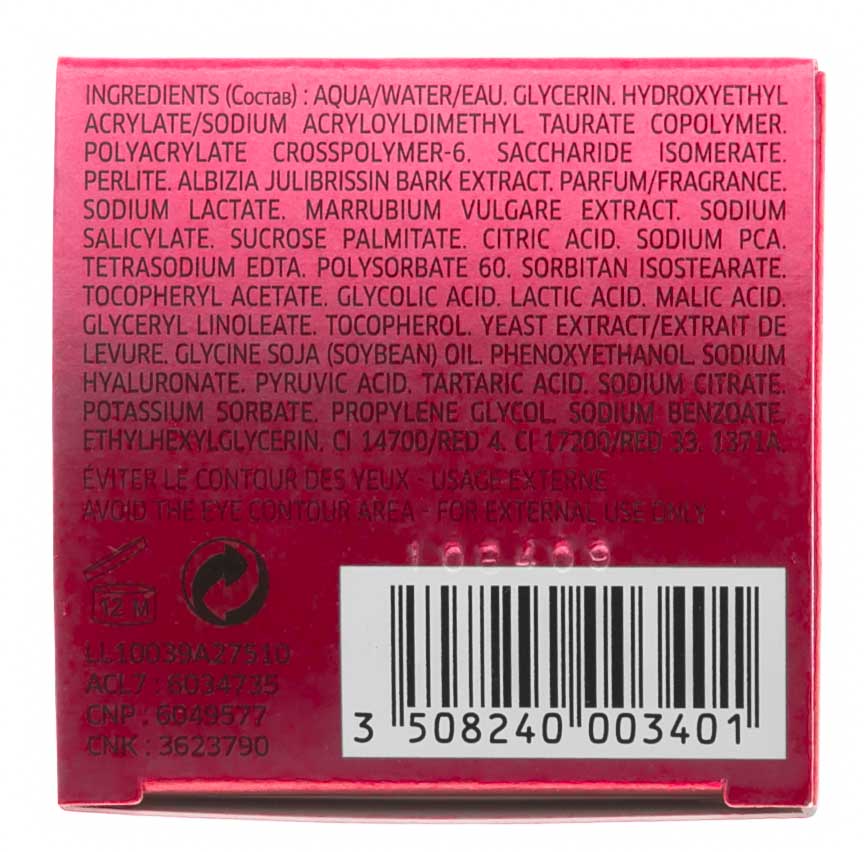 INGREDIENTS (Состав) : AQUA/WATER/EAU. GLYCERIN. HYDROXYETHYL
ACRYLATE/SODIUM ACRYLOYLDIMETHYL TAURATE COPOLYMER.
POLYACRYLATE CROSSPOLYMER-6. SACCHARIDE ISOMERATE.
PERLITE. ALBIZIA JULIBRISSIN BARK EXTRACT. PARFUM/FRAGRANCE.
SODIUM LACTATE. MARRUBIUM VULGARE EXTRACT. SODIUM
SALICYLATE. SUCROSE PALMITATE. CITRIC ACID. SODIUM PCA.
TETRASODIUM EDTA. POLYSORBATE 60. SORBITAN ISOSTEARATE.
TOCOPHERYL ACETATE. GLYCOLIC ACID. LACTIC ACID. MALIC ACID.
GLYCERYL LINOLEATE. TOCOPHEROL. YEAST EXTRACT/EXTRAIT DE
LEVURE. GLYCINE SOJA (SOYBEAN) OIL. PHENOXYETHANOL. SODIUM
HYALURONATE. PYRUVIC ACID. TARTARIC ACID. SODIUM CITRATE.
POTASSIUM SORBATE. PROPYLENE GLYCOL. SODIUM BENZOATE.
ETHYLHEXYLGLYCERIN. CI 14700/RED 4. CI 17200/RED 33. 1371A.
ÉVITER LE CONTOUR DES YEUX - USAGE EXTERNE
AVOID THE EYE CONTOUR AREA - FOR EXTERNAL USE ONLY
12 M
LL10039A27510
ACL7 : 6034735
CNP : 6049577
CNK : 3623790
3 508240 003401